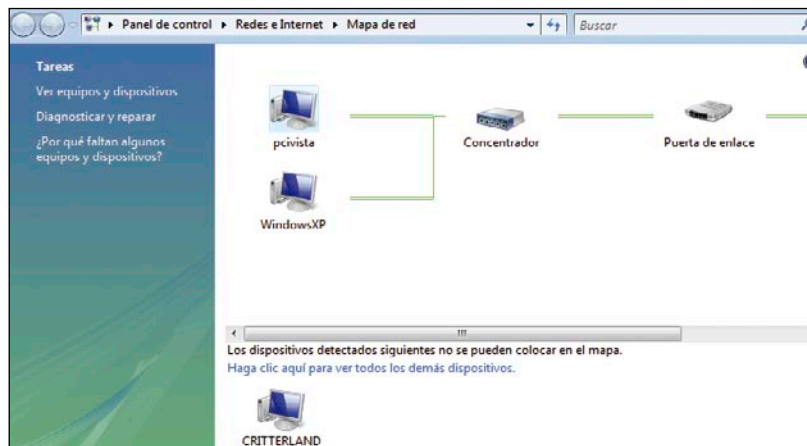 Panel de control ▸ Redes e Internet ▸ Mapa de red
Buscar
Tareas
Ver equipos y dispositivos
Diagnosticar y reparar
¿Por qué faltan algunos
equipos y dispositivos?
pcivista
Concentrador
Puerta de enlace
WindowsXP
Los dispositivos detectados siguientes no se pueden colocar en el mapa.
Haga clic aquí para ver todos los demás dispositivos.
CRITTERLAND